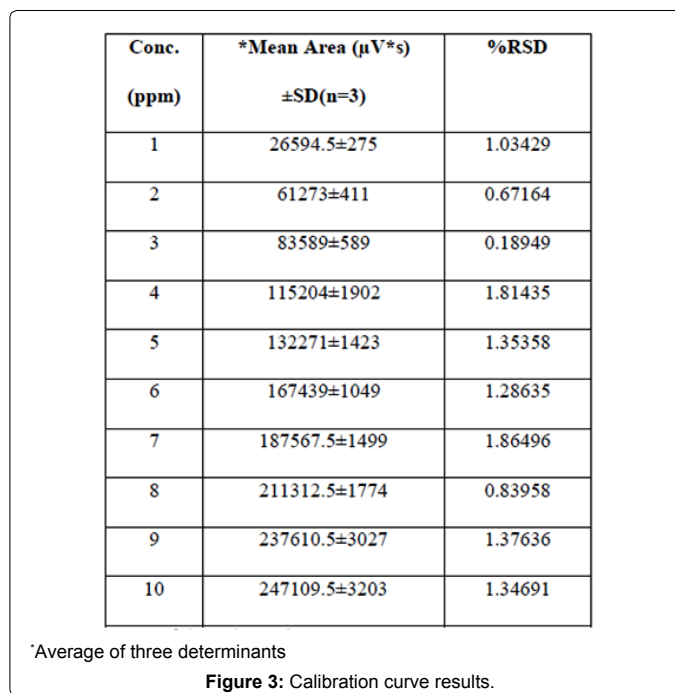 Conc. *Mean Area (µV*s) %RSD
(ppm) ±SD(n=3)
1 26594.5±275 1.03429
2 61273±411 0.67164
3 83589±589 0.18949
4 115204±1902 1.81435
5 132271±1423 1.35358
6 167439±1049 1.28635
7 187567.5±1499 1.86496
8 211312.5±1774 0.83958
9 237610.5±3027 1.37636
10 247109.5±3203 1.34691
*Average of three determinants
Figure 3: Calibration curve results.